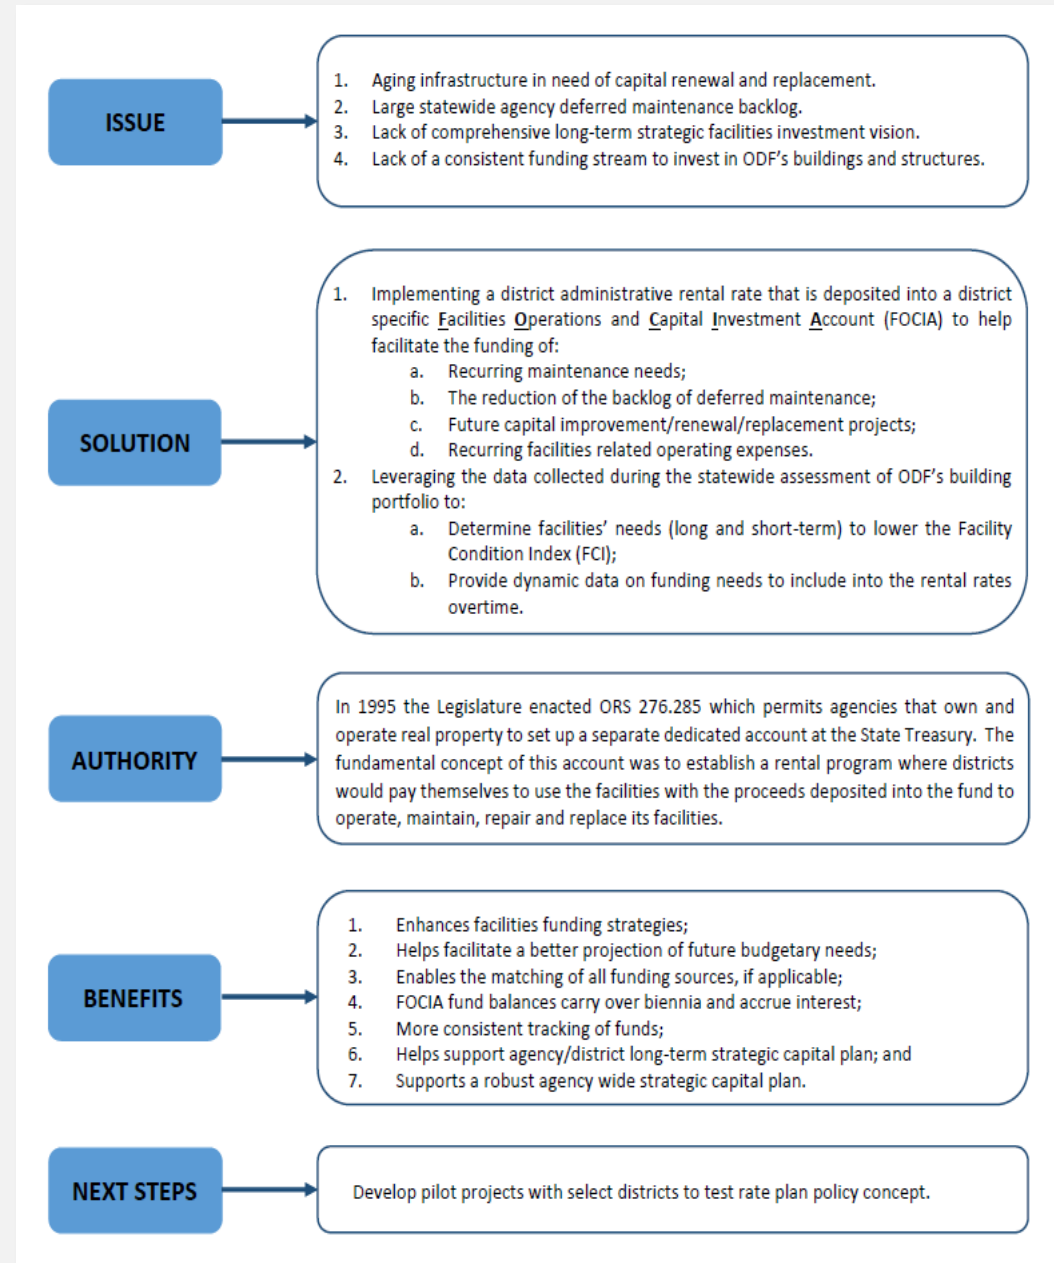 ISSUE
1. Aging infrastructure in need of capital renewal and replacement.
2. Large statewide agency deferred maintenance backlog.
3. Lack of comprehensive long-term strategic facilities investment vision.
4. Lack of a consistent funding stream to invest in ODF's buildings and structures.
SOLUTION
1. Implementing a district administrative rental rate that is deposited into a district
specific Facilities Operations and Capital Investment Account (FOCIA) to help
facilitate the funding of:
a. Recurring maintenance needs;
b. The reduction of the backlog of deferred maintenance;
c. Future capital improvement/renewal/replacement projects;
d. Recurring facilities related operating expenses.
2. Leveraging the data collected during the statewide assessment of ODF's building
portfolio to:
a. Determine facilities' needs (long and short-term) to lower the Facility
Condition Index (FCI);
b. Provide dynamic data on funding needs to include into the rental rates
overtime.
AUTHORITY
In 1995 the Legislature enacted ORS 276.285 which permits agencies that own and
operate real property to set up a separate dedicated account at the State Treasury. The
fundamental concept of this account was to establish a rental program where districts
would pay themselves to use the facilities with the proceeds deposited into the fund to
operate, maintain, repair and replace its facilities.
BENEFITS
1. Enhances facilities funding strategies;
2. Helps facilitate a better projection of future budgetary needs;
3. Enables the matching of all funding sources, if applicable;
4. FOCIA fund balances carry over biennia and accrue interest;
5. More consistent tracking of funds;
6. Helps support agency/district long-term strategic capital plan; and
7. Supports a robust agency wide strategic capital plan.
NEXT STEPS
Develop pilot projects with select districts to test rate plan policy concept.